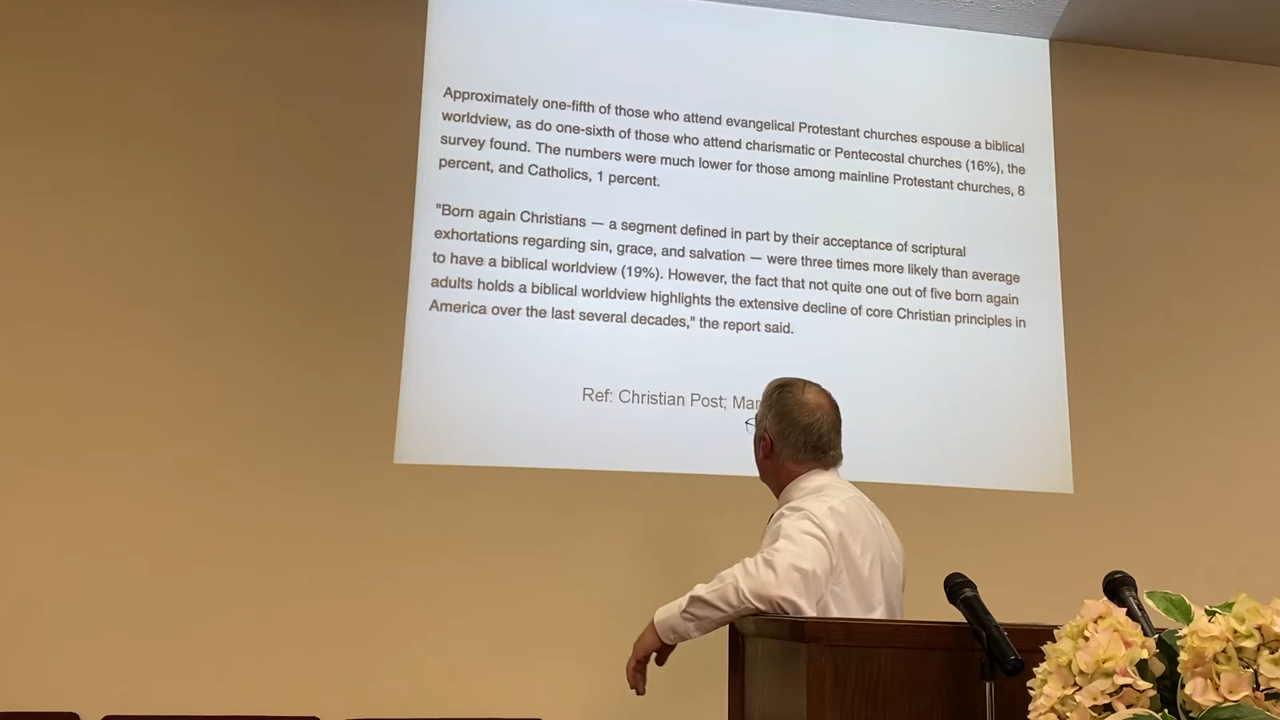 Approximately one-fifth of those who attend evangelical Protestant churches espouse a biblical
worldview, as do one-sixth of those who attend charismatic or Pentecostal churches (16%), the
survey found. The numbers were much lower for those among mainline Protestant churches, 8
percent, and Catholics, 1 percent.
"Born again Christians — a segment defined in part by their acceptance of scriptural
exhortations regarding sin, grace, and salvation — were three times more likely than average
to have a biblical worldview (19%). However, the fact that not quite one out of five born again
adults holds a biblical worldview highlights the extensive decline of core Christian principles in
America over the last several decades," the report said.
Ref: Christian Post;